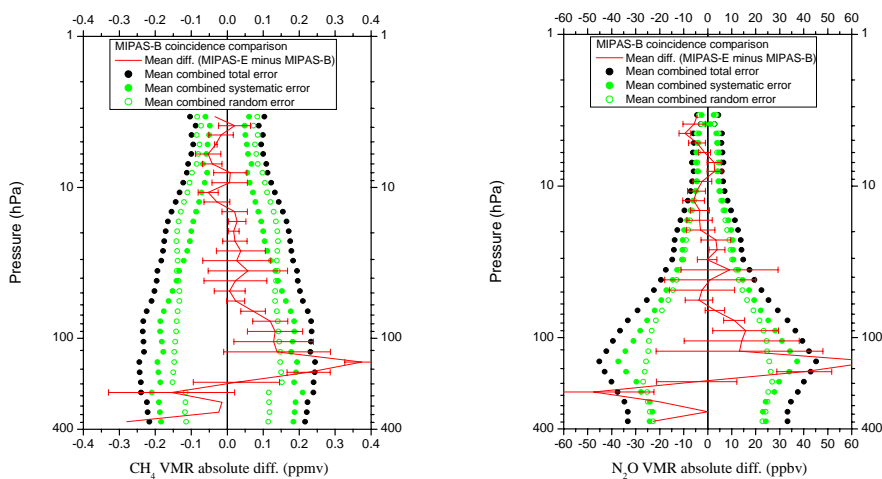 -0.4 -0.3 -0.2 -0.1 0.0 0.1 0.2 0.3 0.4
1 1
MIPAS-B coincidence comparison
Mean diff. (MIPAS-E minus MIPAS-B)
Mean combined total error
Mean combined systematic error
Mean combined random error
10 10
100 100
400 400
-0.4 -0.3 -0.2 -0.1 0.0 0.1 0.2 0.3 0.4
Pressure (hPa)
CH4 VMR absolute diff. (ppmv)
-60 -50 -40 -30 -20 -10 0 10 20 30 40 50 60
1 1
MIPAS-B coincidence comparison
Mean diff. (MIPAS-E minus MIPAS-B)
Mean combined total error
Mean combined systematic error
Mean combined random error
10 10
100 100
400 400
-60 -50 -40 -30 -20 -10 0 10 20 30 40 50 60
Pressure (hPa)
N2O VMR absolute diff. (ppbv)